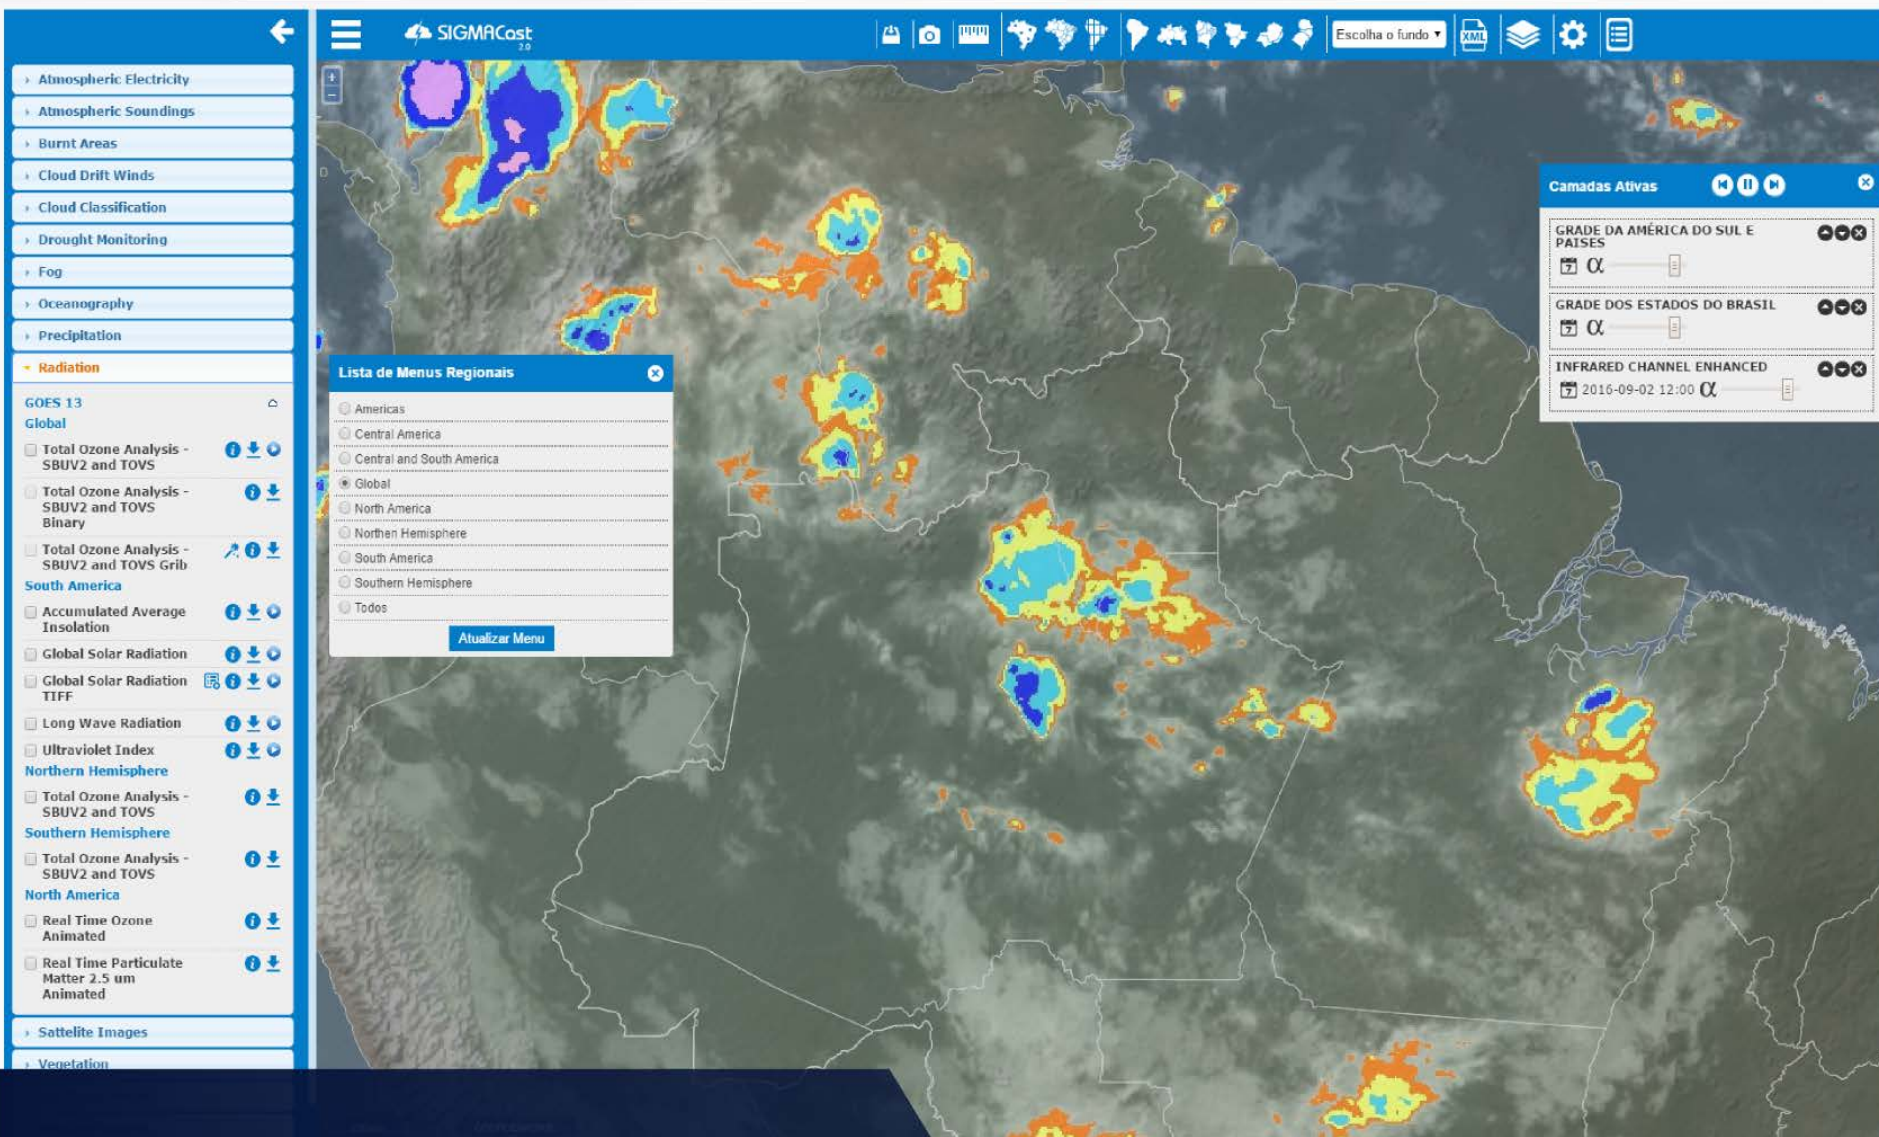 SIGMACast
2.0
Escolha o fundo
XML
Atmospheric Electricity
Atmospheric Soundings
Burnt Areas
Cloud Drift Winds
Cloud Classification
Drought Monitoring
Fog
Oceanography
Precipitation
Radiation
GOES 13
Global
Total Ozone Analysis -
SBUV2 and TOVS
Total Ozone Analysis -
SBUV2 and TOVS
Binary
Total Ozone Analysis -
SBUV2 and TOVS Grib
South America
Accumulated Average
Insolation
Global Solar Radiation
Global Solar Radiation
TIFF
Long Wave Radiation
Ultraviolet Index
Northern Hemisphere
Total Ozone Analysis -
SBUV2 and TOVS
Southern Hemisphere
Total Ozone Analysis -
SBUV2 and TOVS
North America
Real Time Ozone
Animated
Real Time Particulate
Matter 2.5 um
Animated
Sattelite Images
Vegetation
+
−
Lista de Menus Regionais
Americas
Central America
Central and South America
Global
North America
Northen Hemisphere
South America
Southern Hemisphere
Todos
Atualizar Menu
Camadas Ativas
GRADE DA AMÉRICA DO SUL E
PAISES
7 α
GRADE DOS ESTADOS DO BRASIL
7 α
INFRARED CHANNEL ENHANCED
7 2016-09-02 12:00 α